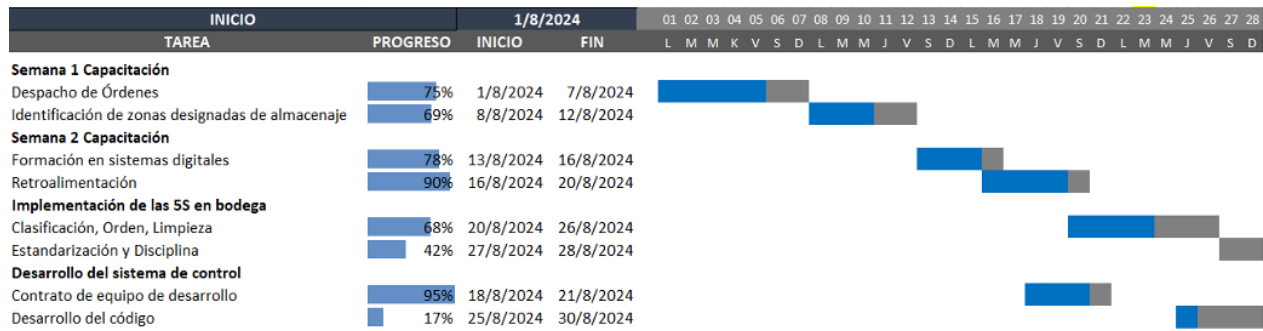 INICIO 1/8/2024 01 02 03 04 05 06 07 08 09 10 11 12 13 14 15 16 17 18 19 20 21 22 23 24 25 26 27 28
TAREA PROGRESO INICIO FIN L M M K V S D L M M J V S D L M M J V S D L M M J V S D
Semana 1 Capacitación
Despacho de Órdenes 75% 1/8/2024 7/8/2024
Identificación de zonas designadas de almacenaje 69% 8/8/2024 12/8/2024
Semana 2 Capacitación
Formación en sistemas digitales 78% 13/8/2024 16/8/2024
Retroalimentación 90% 16/8/2024 20/8/2024
Implementación de las 5S en bodega
Clasificación, Orden, Limpieza 68% 20/8/2024 26/8/2024
Estandarización y Disciplina 42% 27/8/2024 28/8/2024
Desarrollo del sistema de control
Contrato de equipo de desarrollo 95% 18/8/2024 21/8/2024
Desarrollo del código 17% 25/8/2024 30/8/2024